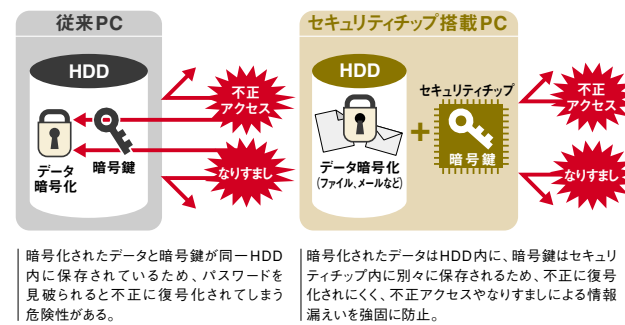 従来PC
HDD
データ
暗号化
暗号鍵
不正
アクセス
なりすまし
暗号化されたデータと暗号鍵が同一HDD
内に保存されているため、パスワードを
見破られると不正に復号化されてしまう
危険性がある。
セキュリティチップ搭載PC
HDD
データ暗号化
(ファイル、メールなど)
+
セキュリティチップ
暗号鍵
不正
アクセス
なりすまし
暗号化されたデータはHDD内に、暗号鍵はセキュリ
ティチップ内に別々に保存されるため、不正に復号
化されにくく、不正アクセスやなりすましによる情報
漏えいを強固に防止。